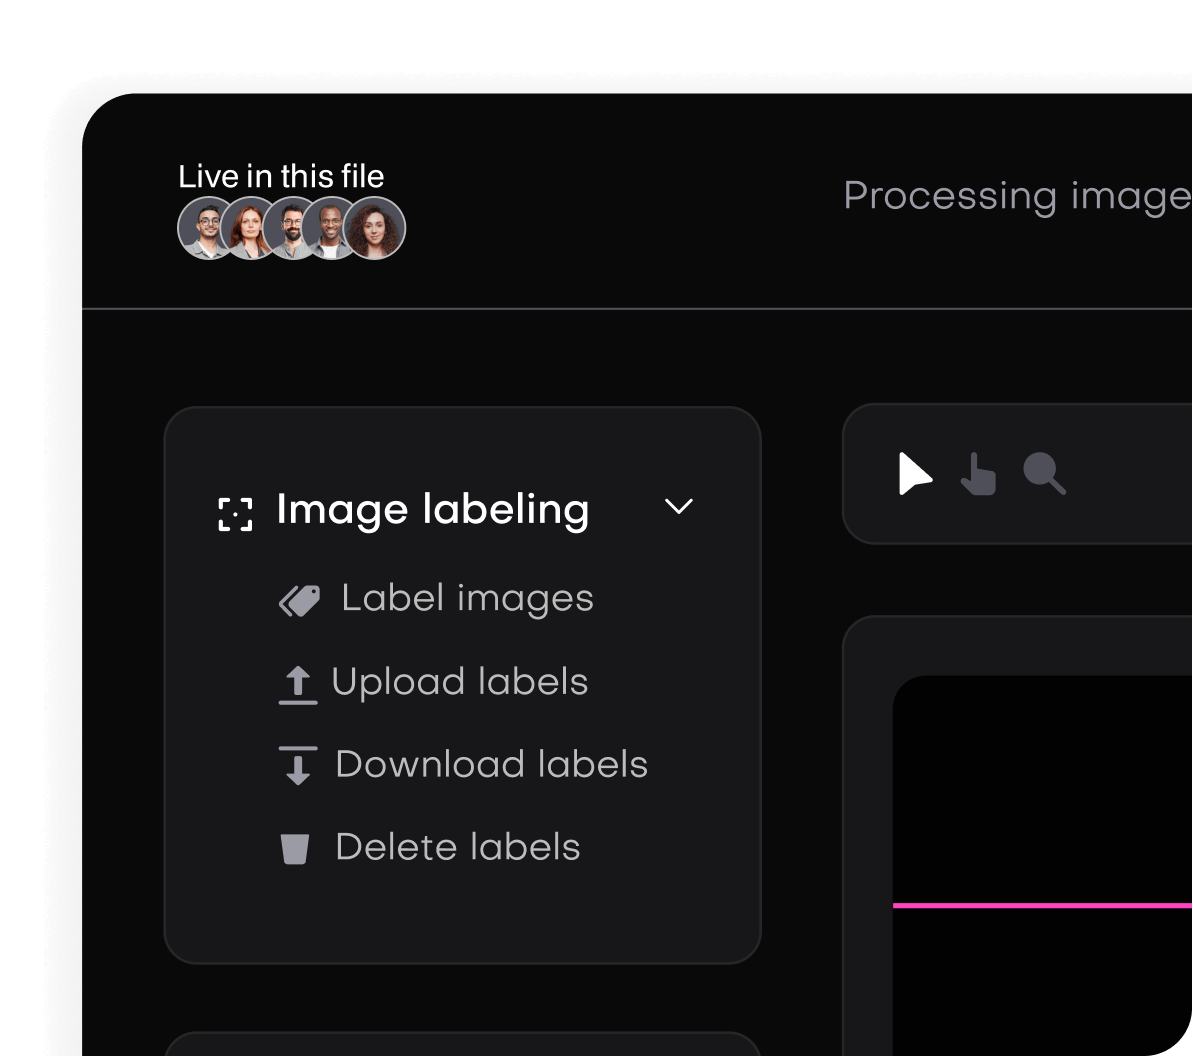 Live in this file
Processing image
Image labeling
Label images
Upload labels
Download labels
Delete labels